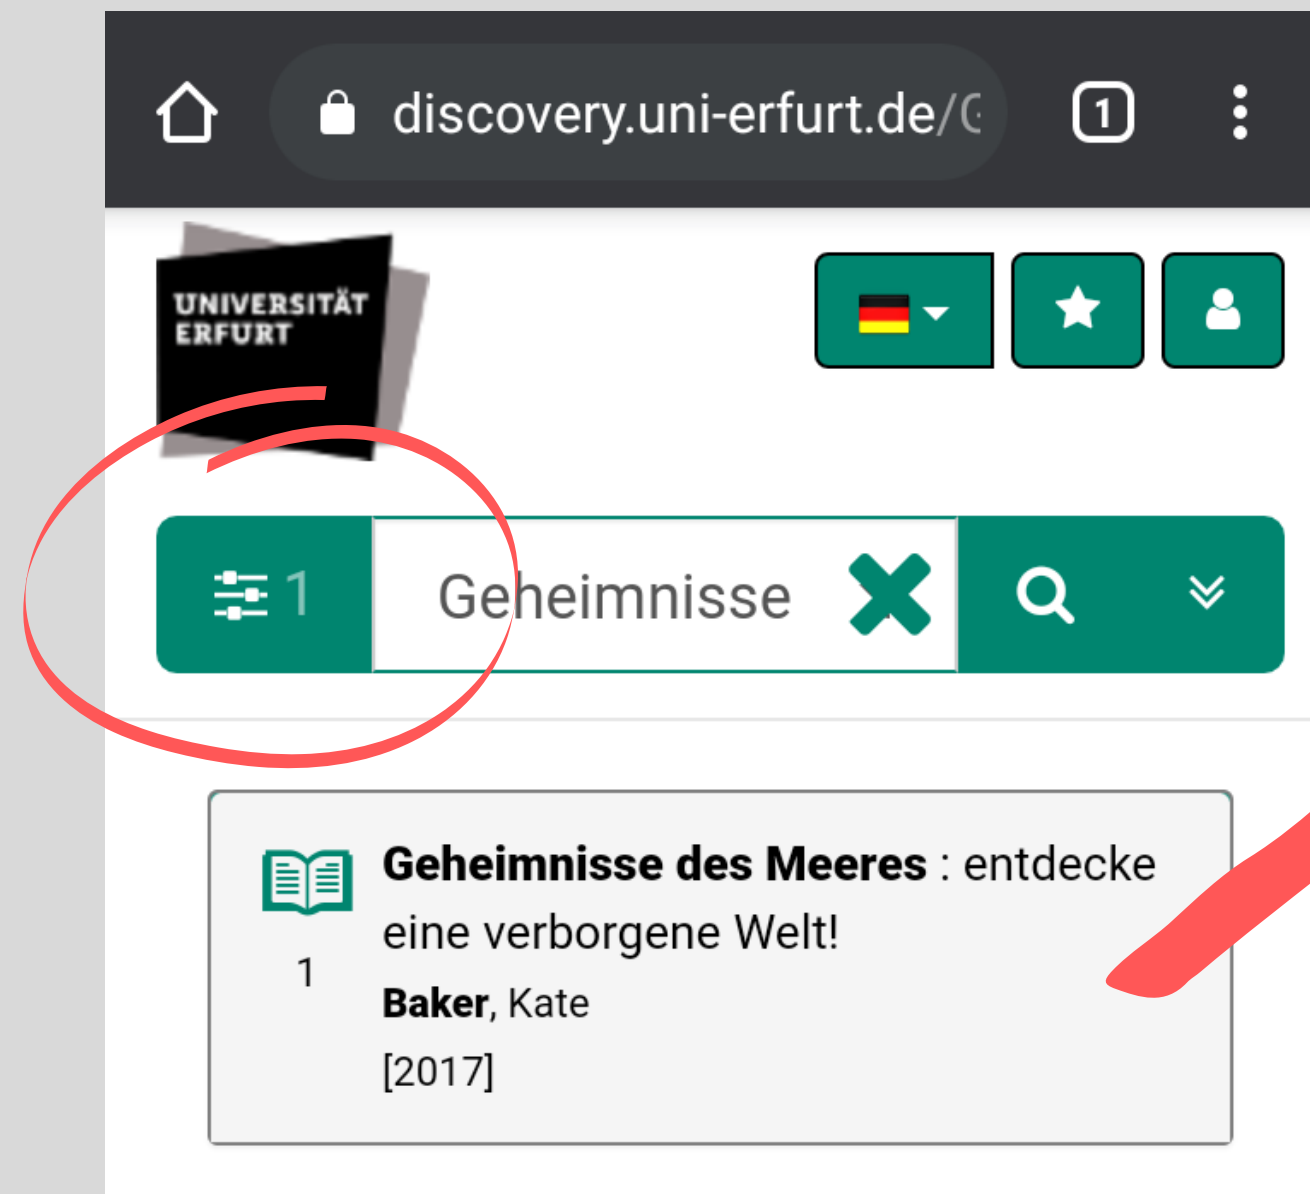 discovery.uni-erfurt.de/
1
UNIVERSITÄT
ERFURT
1
Geheimnisse
Geheimnisse des Meeres : entdecke
eine verborgene Welt!
1
Baker, Kate
[2017]